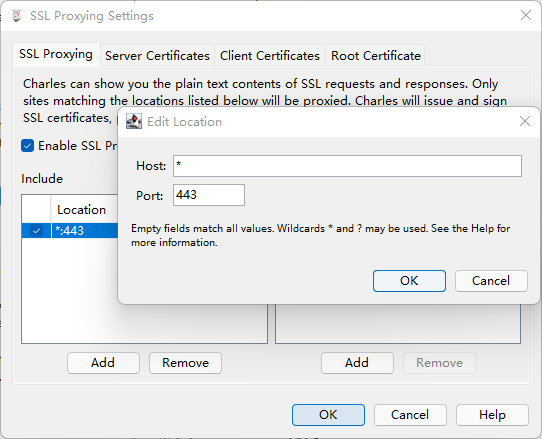 SSL Proxying Settings
SSL Proxying
Server Certificates
Client Certificates
Root Certificate
Charles can show you the plain text contents of SSL requests and responses. Only
sites matching the locations listed below will be proxied. Charles will issue and sign
SSL certificates,
Enable SSL Pr
Edit Location
Host: *
Port: 443
Empty fields match all values. Wildcards * and ? may be used. See the Help for
more information.
OK
Cancel
Include
Location
*:443
Add
Remove
Add
Remove
OK
Cancel
Help